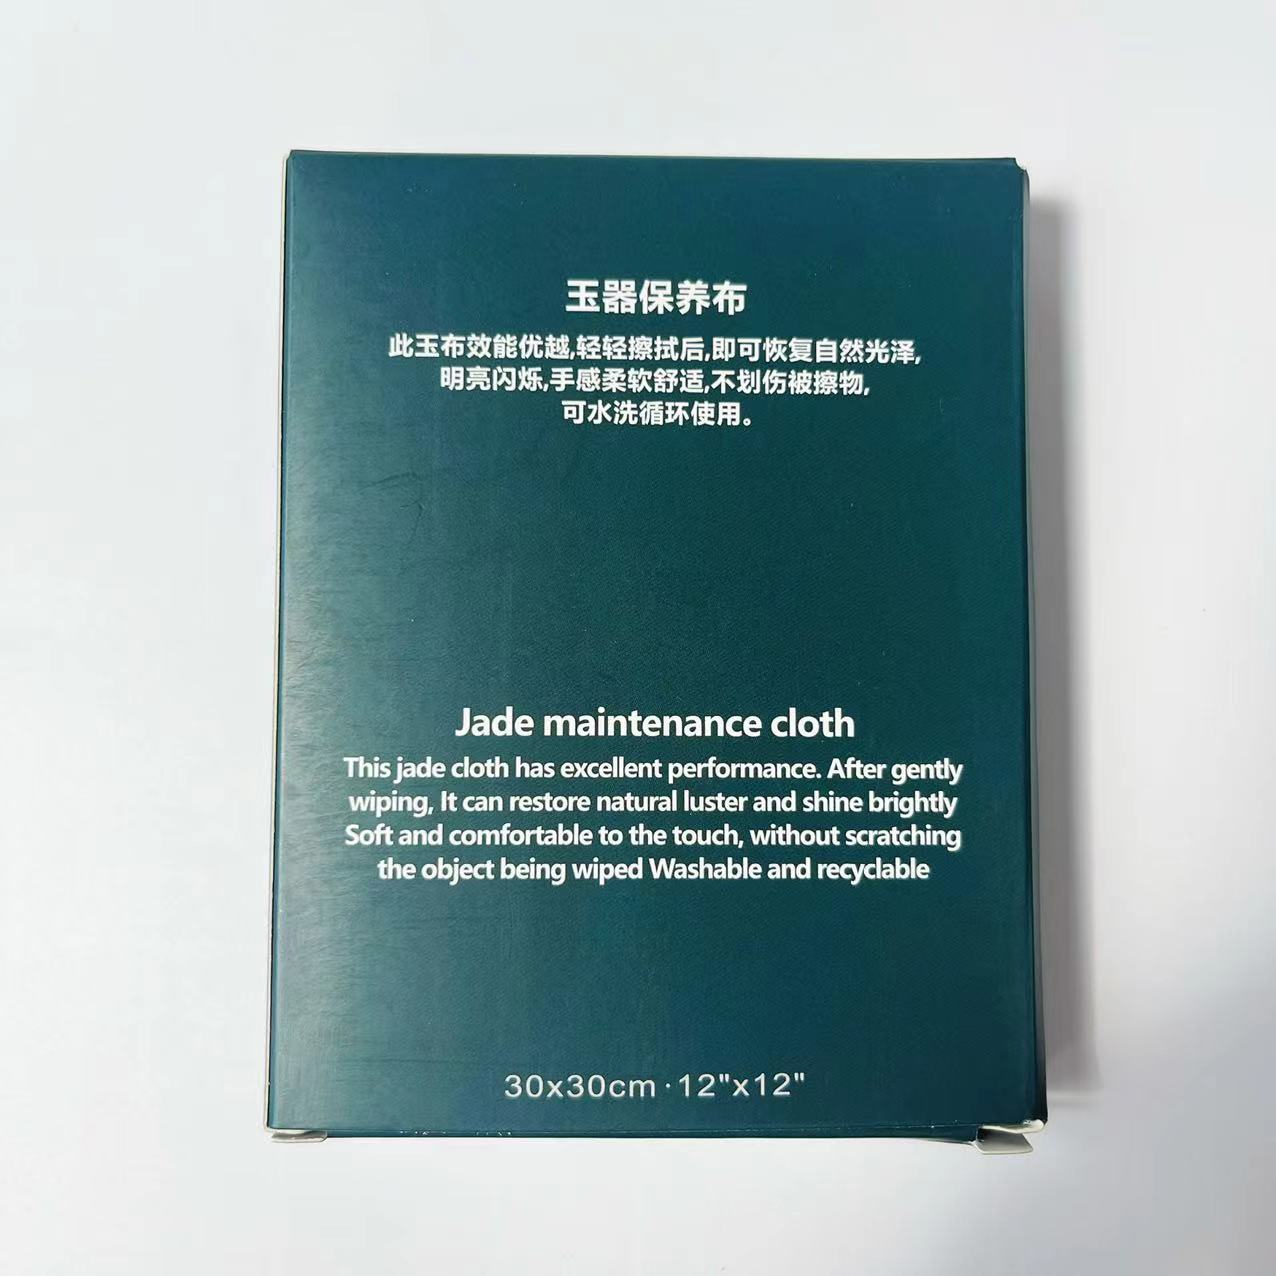 玉器保养布
此玉布效能优越,轻轻擦拭后,即可恢复自然光泽,
明亮闪烁,手感柔软舒适,不划伤被擦物,
可水洗循环使用。
Jade maintenance cloth
This jade cloth has excellent performance. After gently
wiping, It can restore natural luster and shine brightly
Soft and comfortable to the touch, without scratching
the object being wiped Washable and recyclable
30x30cm·12"x12"